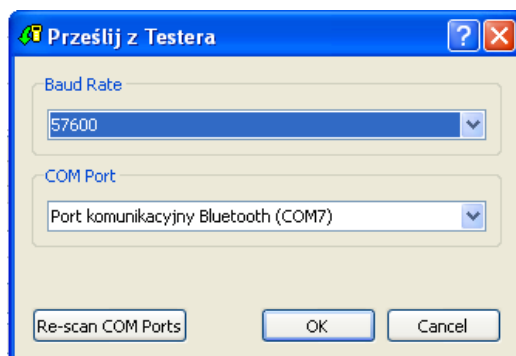 Prześlij z Testera
Baud Rate
57600
COM Port
Port komunikacyjny Bluetooth (COM7)
Re-scan COM Ports OK Cancel